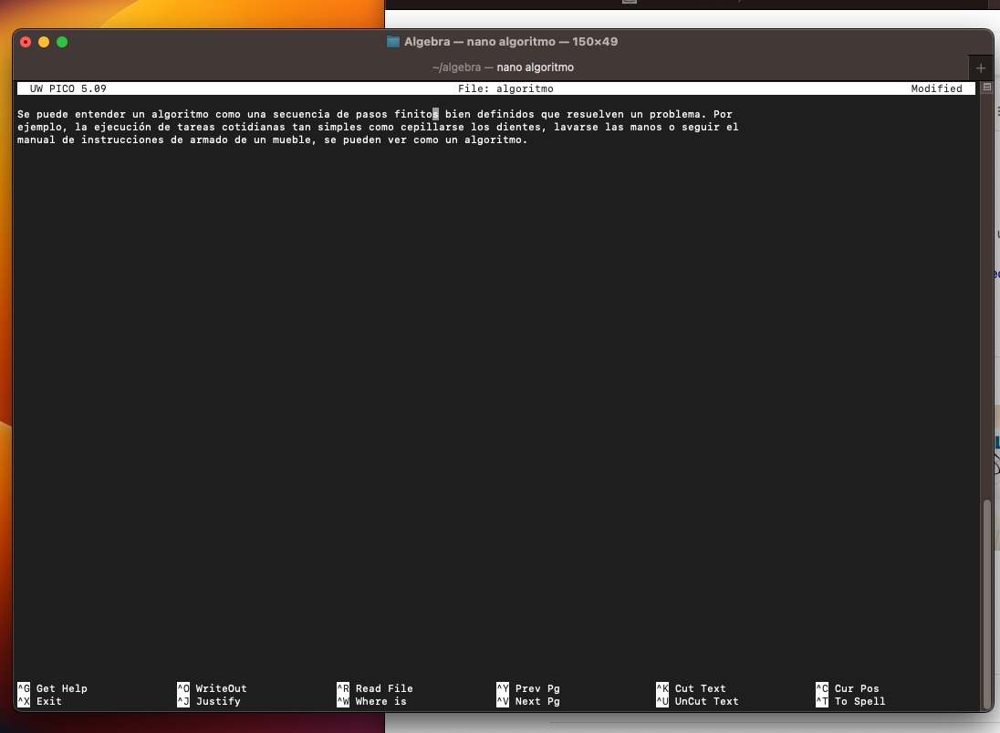 Algebra — nano algoritmo — 150×49
~/algebra — nano algoritmo
UW PICO 5.09 File: algoritmo Modified
Se puede entender un algoritmo como una secuencia de pasos finitos bien definidos que resuelven un problema. Por
ejemplo, la ejecución de tareas cotidianas tan simples como cepillarse los dientes, lavarse las manos o seguir el
manual de instrucciones de armado de un mueble, se pueden ver como un algoritmo.
^G Get Help ^O WriteOut ^R Read File ^Y Prev Pg ^K Cut Text ^C Cur Pos
^X Exit ^J Justify ^W Where is ^V Next Pg ^U UnCut Text ^T To Spell